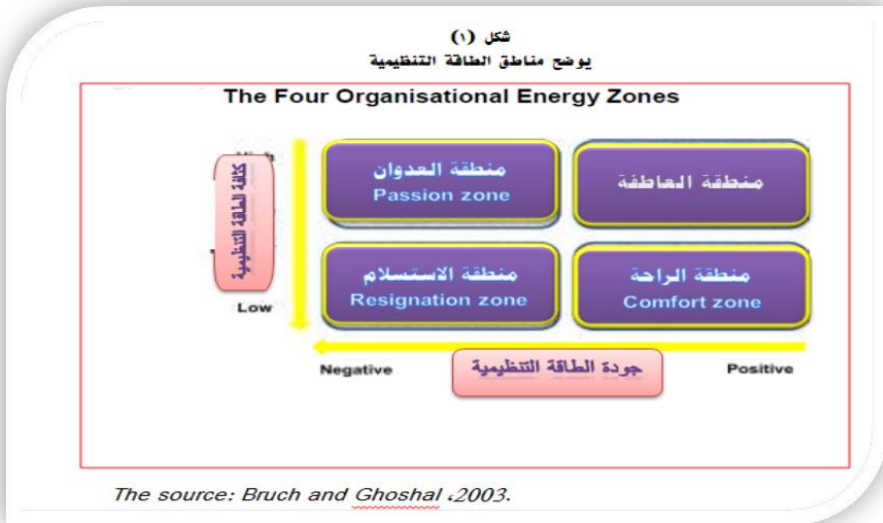 شكل (١)
يوضح مناطق الطاقة التنظيمية
The Four Organisational Energy Zones
كثافة الطاقة التنظيمية
منطقة العدوان
Passion zone
منطقة العاطفة
منطقة الاستسلام
Resignation zone
منطقة الراحة
Comfort zone
Low
Negative
جودة الطاقة التنظيمية
Positive
The source: Bruch and Ghoshal ،2003.